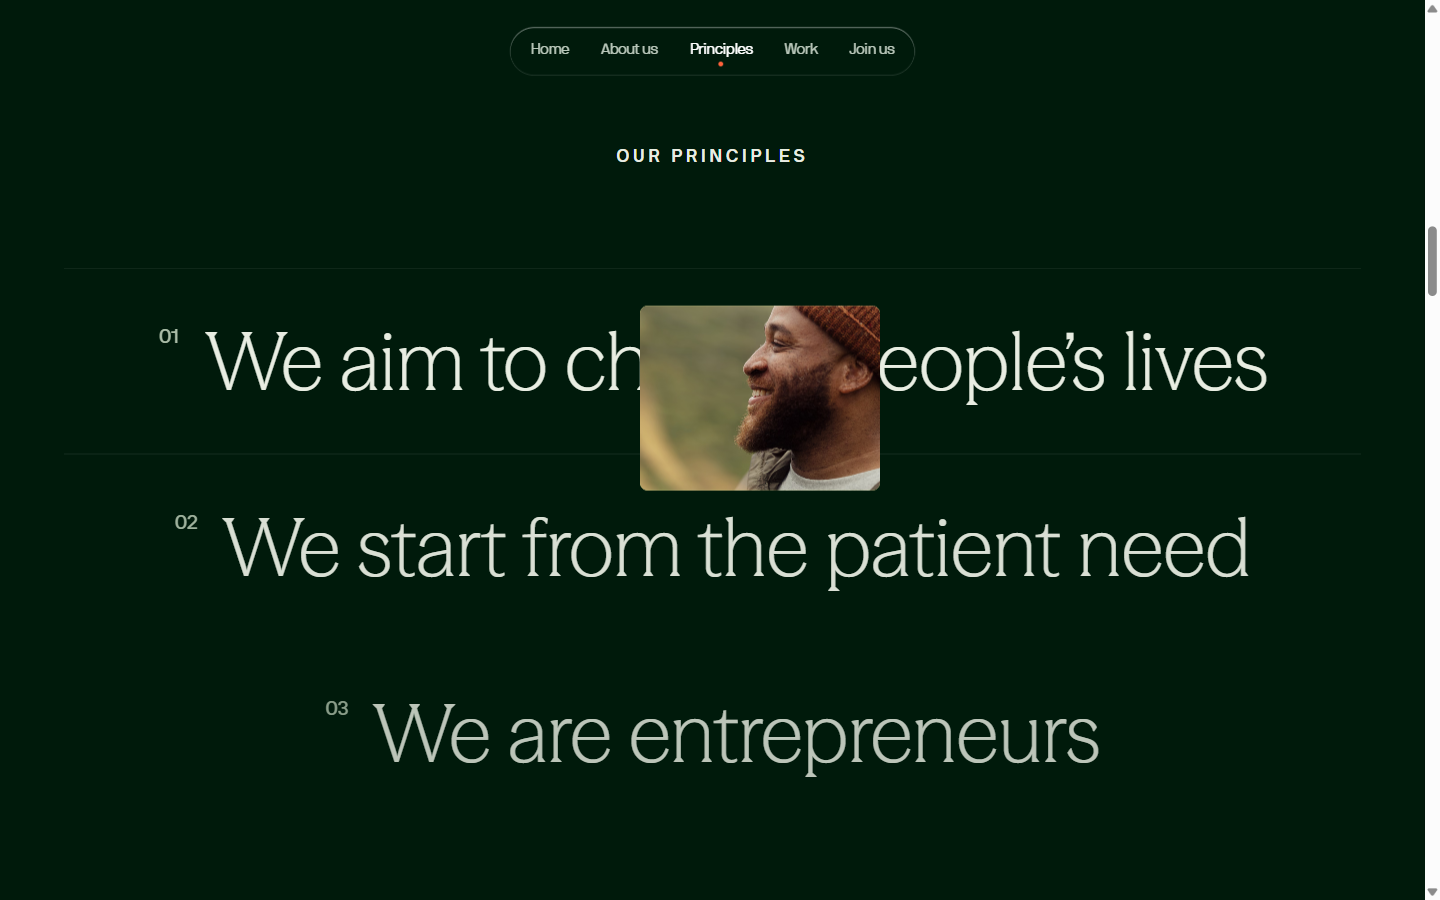 Home About us Principles Work Join us
OUR PRINCIPLES
01 We aim to ch eople’s lives
02 We start from the patient need
03 We are entrepreneurs